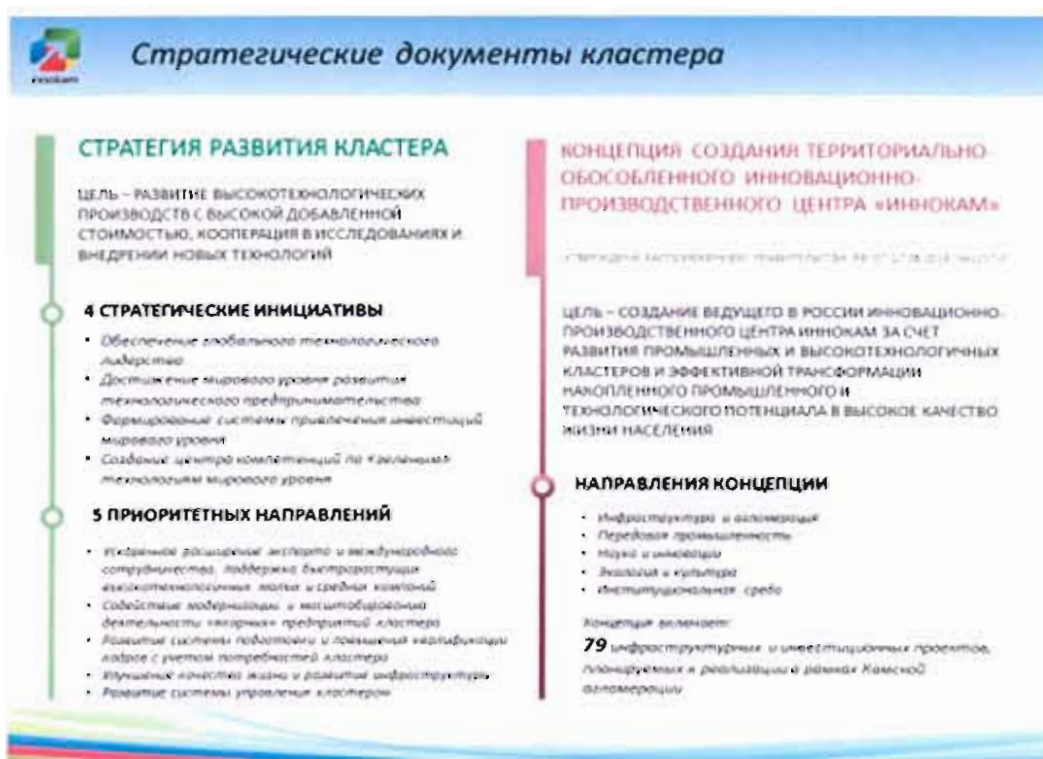 innokam
Стратегические документы кластера
СТРАТЕГИЯ РАЗВИТИЯ КЛАСТЕРА
ЦЕЛЬ – РАЗВИТИЕ ВЫСОКОТЕХНОЛОГИЧЕСКИХ
ПРОИЗВОДСТВ С ВЫСОКОЙ ДОБАВЛЕННОЙ
СТОИМОСТЬЮ, КООПЕРАЦИЯ В ИССЛЕДОВАНИЯХ И
ВНЕДРЕНИИ НОВЫХ ТЕХНОЛОГИЙ
4 СТРАТЕГИЧЕСКИЕ ИНИЦИАТИВЫ
• Обеспечение глобального технологического
лидерства
• Достижение мирового уровня развития
технологического предпринимательства
• Формирование системы привлечения инвестиций
мирового уровня
• Создание центра компетенций по «зеленым»
технологиям мирового уровня
5 ПРИОРИТЕТНЫХ НАПРАВЛЕНИЙ
• Ускоренное расширение экспорта и международного
сотрудничества, поддержка быстрорастущих
высокотехнологичных малых и средних компаний
• Содействие модернизации и масштабированию
деятельности «якорных» предприятий кластера
• Развитие системы подготовки и повышения квалификации
кадров с учетом потребностей кластера
• Улучшение качества жизни и развитие инфраструктуры
• Развитие системы управления кластером
КОНЦЕПЦИЯ СОЗДАНИЯ ТЕРРИТОРИАЛЬНО-
ОБОСОБЛЕННОГО ИННОВАЦИОННО-
ПРОИЗВОДСТВЕННОГО ЦЕНТРА «ИННОКАМ»
ЦЕЛЬ – СОЗДАНИЕ ВЕДУЩЕГО В РОССИИ ИННОВАЦИОННО-
ПРОИЗВОДСТВЕННОГО ЦЕНТРА ИННОКАМ ЗА СЧЕТ
РАЗВИТИЯ ПРОМЫШЛЕННЫХ И ВЫСОКОТЕХНОЛОГИЧНЫХ
КЛАСТЕРОВ И ЭФФЕКТИВНОЙ ТРАНСФОРМАЦИИ
НАКОПЛЕННОГО ПРОМЫШЛЕННОГО И
ТЕХНОЛОГИЧЕСКОГО ПОТЕНЦИАЛА В ВЫСОКОЕ КАЧЕСТВО
ЖИЗНИ НАСЕЛЕНИЯ
НАПРАВЛЕНИЯ КОНЦЕПЦИИ
• Инфраструктура и агломерация
• Передовая промышленность
• Наука и инновации
• Экология и культура
• Институциональная среда
Концепция включает:
79 инфраструктурных и инвестиционных проектов,
планируемых к реализации в рамках Камской
агломерации